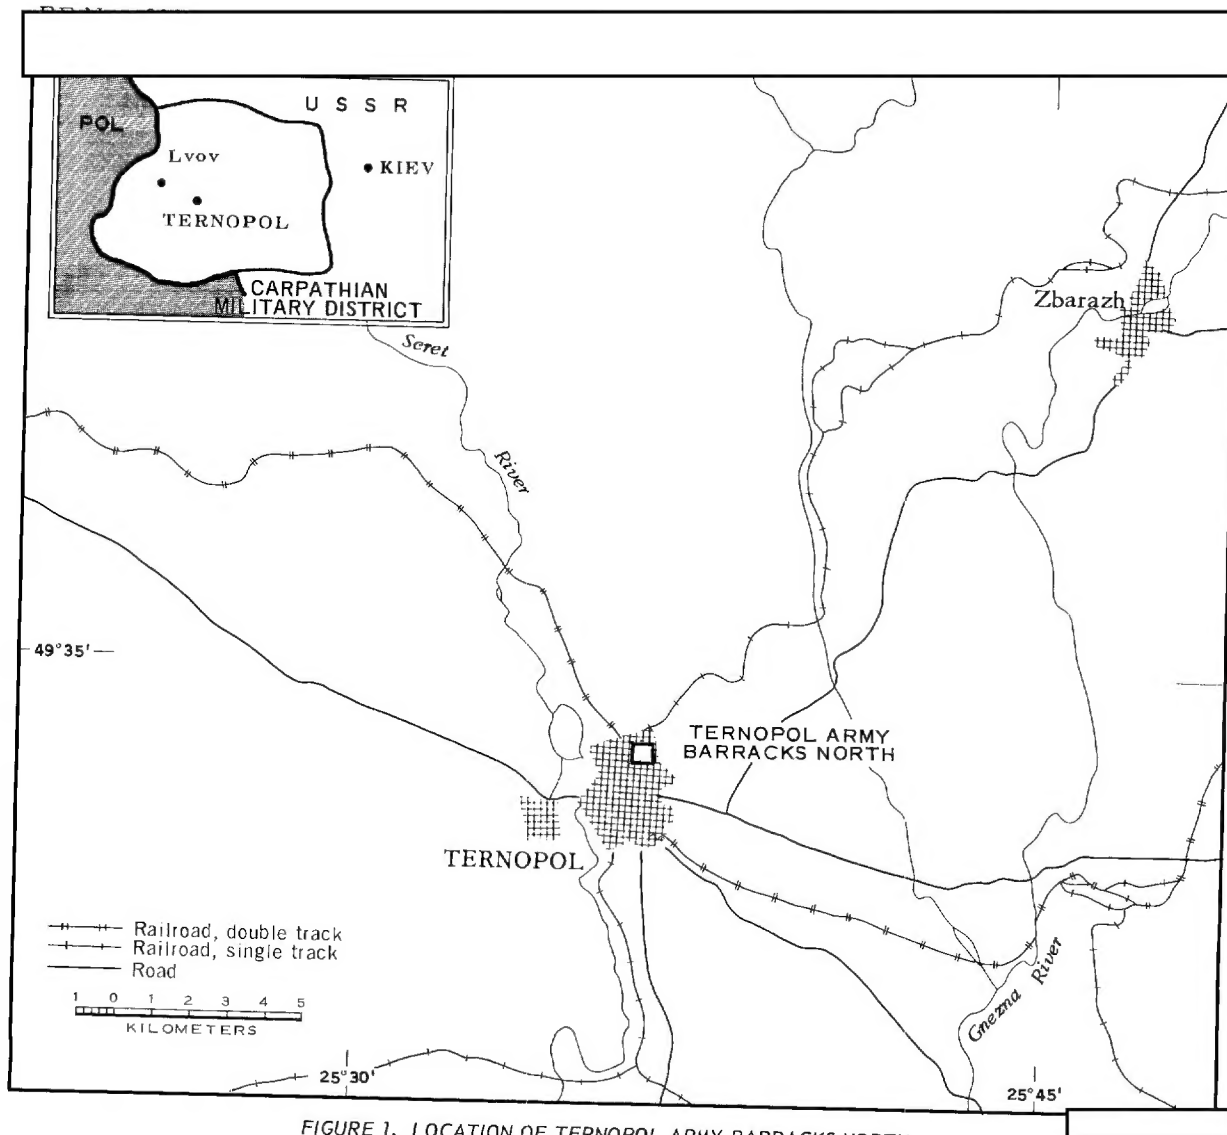 U S S R
POL
Lvov
KIEV
TERNOPOL
CARPATHIAN
MILITARY DISTRICT
Zbarazh
Seret
River
49°35'
TERNOPOL ARMY
BARRACKS NORTH
TERNOPOL
Railroad, double track
Railroad, single track
Road
1 0 1 2 3 4 5
KILOMETERS
Gnezna River
25°30'
25°45'
FIGURE 1. LOCATION OF TERNOPOL ARMY BARRACKS NORTH